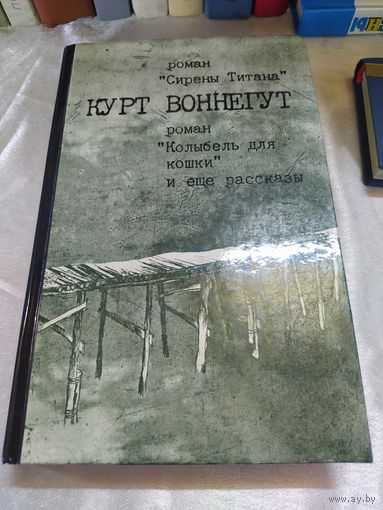 роман
"Сирены Титана"
КУРТ ВОННЕГУТ
роман
"Колыбель для
кошки"
и еще рассказы
www.ay.by